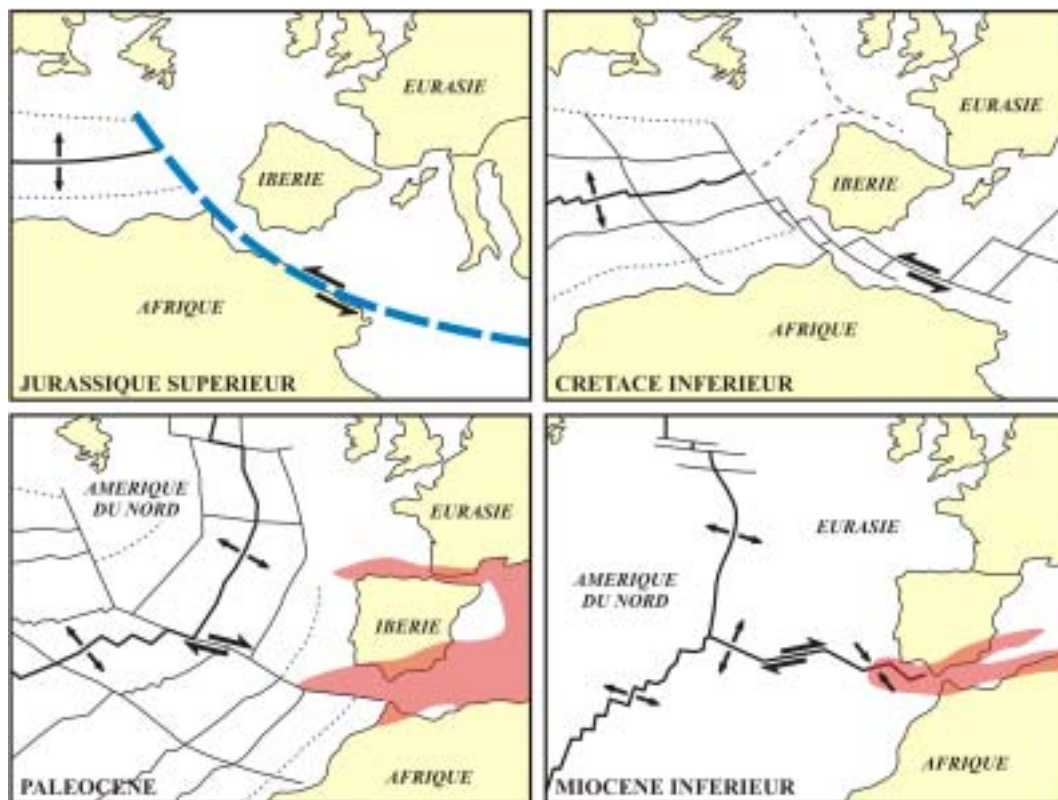 EURASIE
IBERIE
AFRIQUE
JURASSIQUE SUPERIEUR
EURASIE
IBERIE
AFRIQUE
CRETACE INFERIEUR
AMERIQUE
DU NORD
EURASIE
IBERIE
AFRIQUE
PALEOCENE
EURASIE
AMERIQUE
DU NORD
AFRIQUE
MIOCENE INFERIEUR